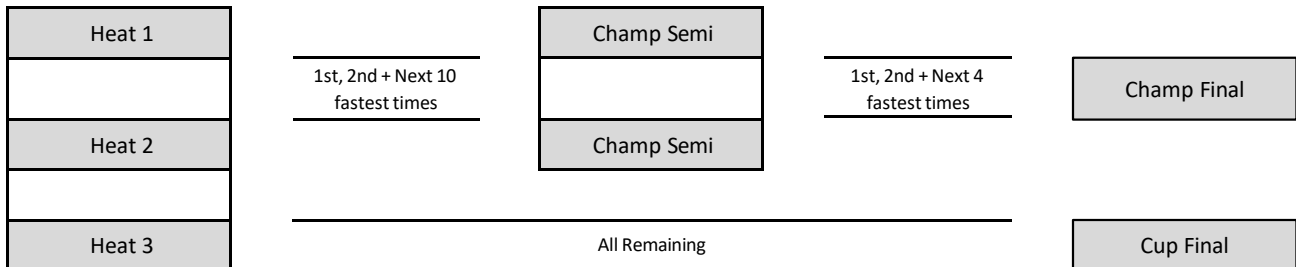 Heat 1
Champ Semi
1st, 2nd + Next 10
fastest times
1st, 2nd + Next 4
fastest times
Champ Final
Heat 2
Champ Semi
Heat 3
All Remaining
Cup Final